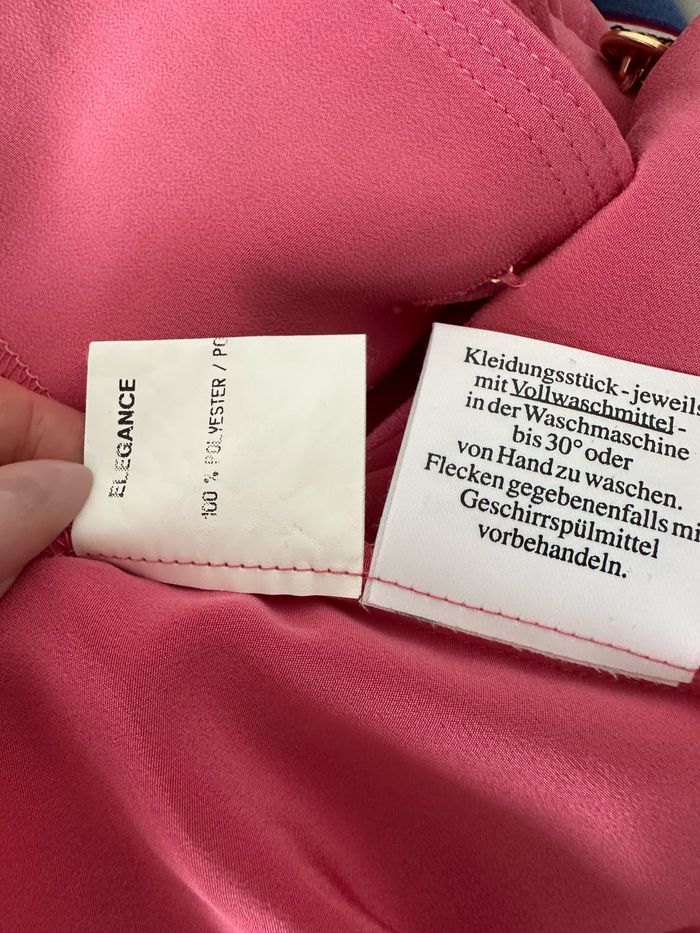 ELEGANCE
100 % POLYESTER / PO
Kleidungsstück - jeweils
mit Vollwaschmittel -
in der Waschmaschine
bis 30° oder
von Hand zu waschen.
Flecken gegebenenfalls mi
Geschirrspülmittel
vorbehandeln.